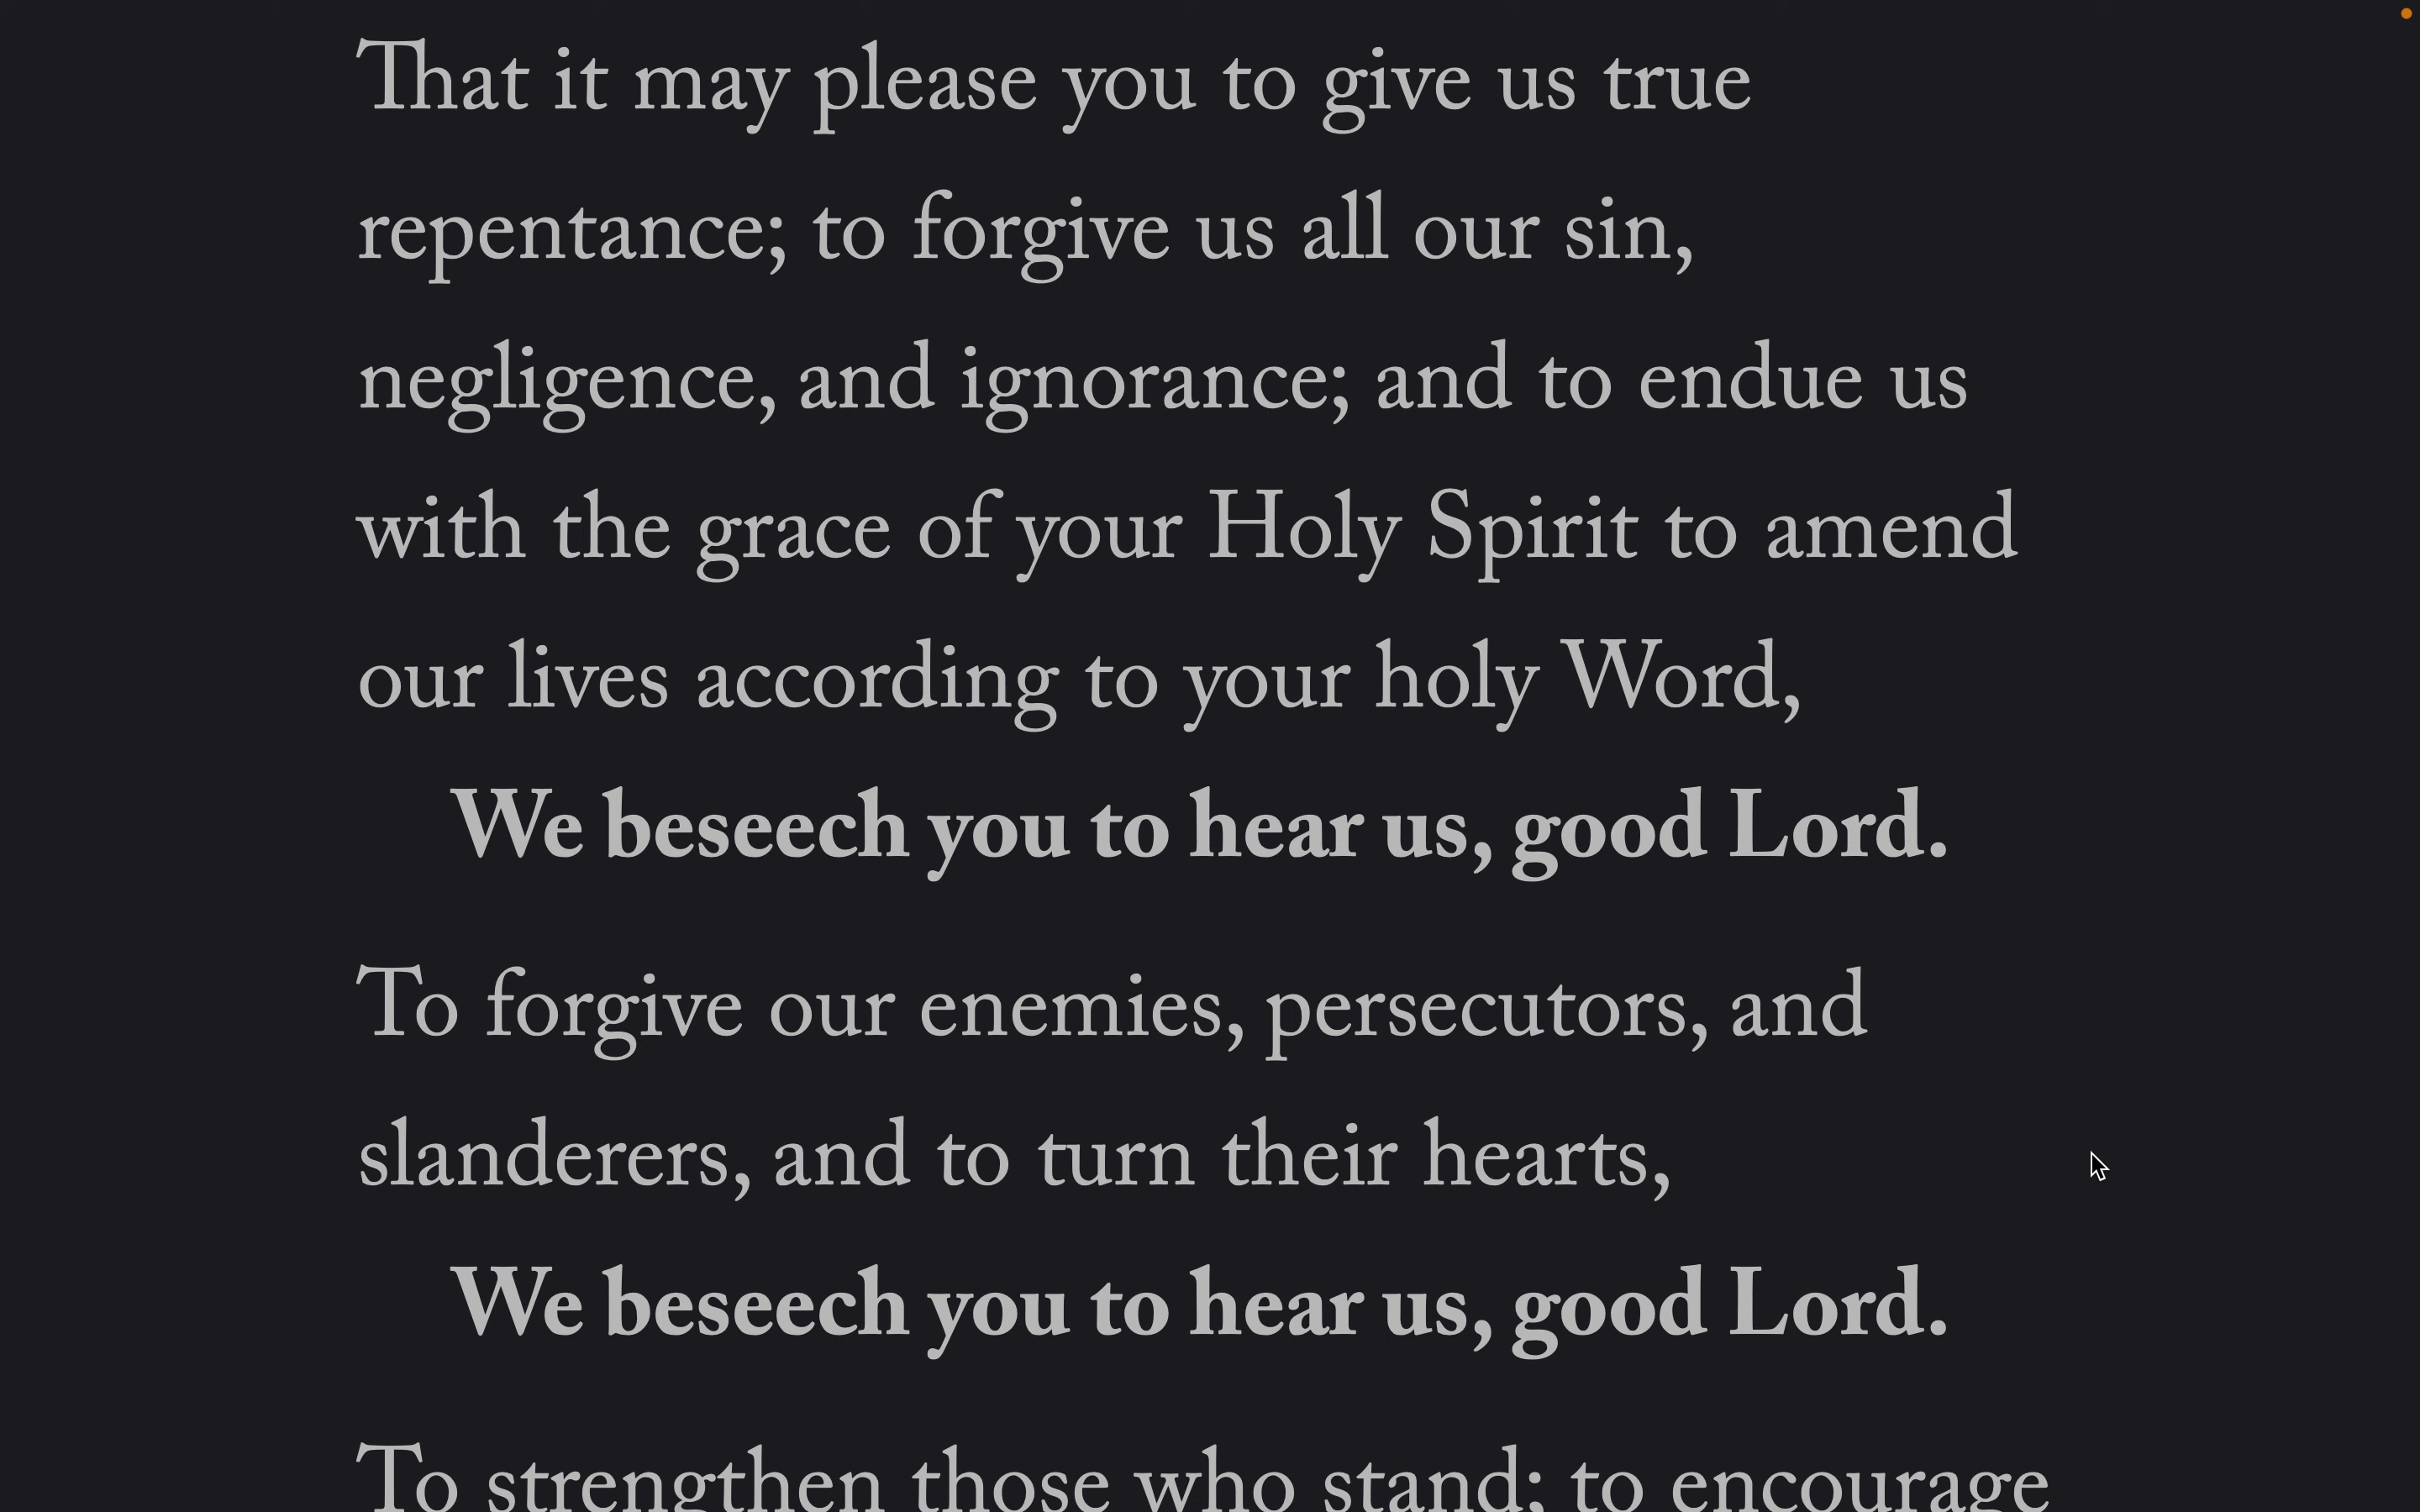 That it may please you to give us true
repentance; to forgive us all our sin,
negligence, and ignorance; and to endue us
with the grace of your Holy Spirit to amend
our lives according to your holy Word,
We beseech you to hear us, good Lord.
To forgive our enemies, persecutors, and
slanderers, and to turn their hearts,
We beseech you to hear us, good Lord.
To strengthen those who stand; to encourage